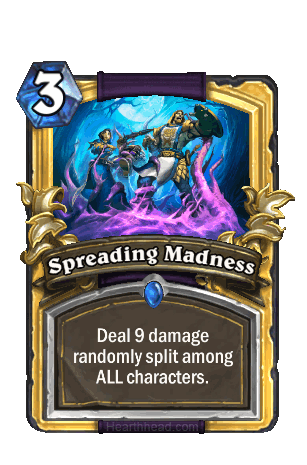 3
Spreading Madness
Deal 9 damage
randomly split among
ALL characters.
Hearthhead.com